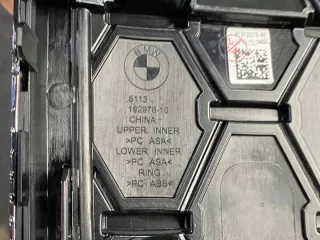 BMW
5113
192976-10
CHINA -
UPPER INNER
>PC ASA<
LOWER INNER
>PC ASA<
RING
>PC ABS<